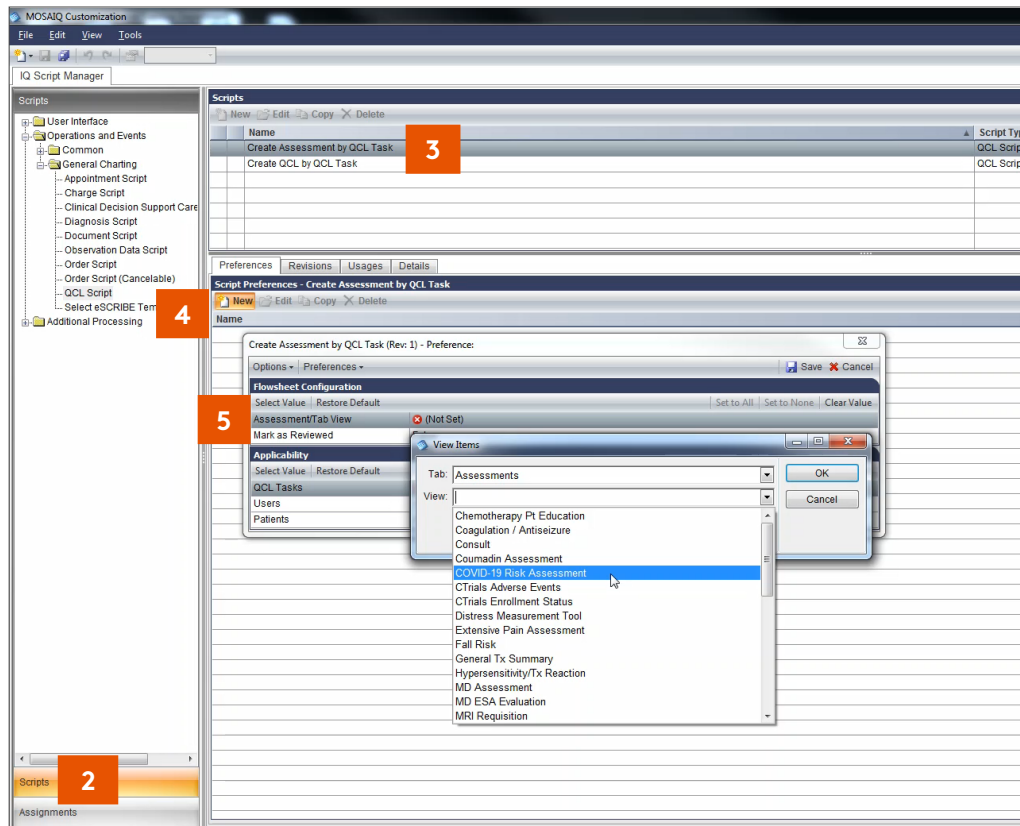 MOSAIQ Customization
File Edit View Tools
IQ Script Manager
Scripts
User Interface
Operations and Events
Common
General Charting
Appointment Script
Charge Script
Clinical Decision Support Care
Diagnosis Script
Document Script
Observation Data Script
Order Script
Order Script (Cancelable)
QCL Script
Select eSCRIBE Tem
4
Additional Processing
Scripts
2
Assignments
Scripts
New Edit Copy Delete
Name Script Typ
Create Assessment by QCL Task QCL Scrip
3
Create QCL by QCL Task QCL Scrip
Preferences Revisions Usages Details
Script Preferences - Create Assessment by QCL Task
New Edit Copy Delete
Name
Create Assessment by QCL Task (Rev: 1) - Preference:
Options Preferences Save Cancel
Flowsheet Configuration
Select Value Restore Default Set to All Set to None Clear Value
5
Assessment/Tab View (Not Set)
Mark as Reviewed
Applicability
Select Value Restore Default
QCL Tasks
Users
Patients
View Items
Tab: Assessments OK
View: Cancel
Chemotherapy Pt Education
Coagulation / Antiseizure
Consult
Coumadin Assessment
COVID-19 Risk Assessment
CTrials Adverse Events
CTrials Enrollment Status
Distress Measurement Tool
Extensive Pain Assessment
Fall Risk
General Tx Summary
Hypersensitivity/Tx Reaction
MD Assessment
MD ESA Evaluation
MRI Requisition